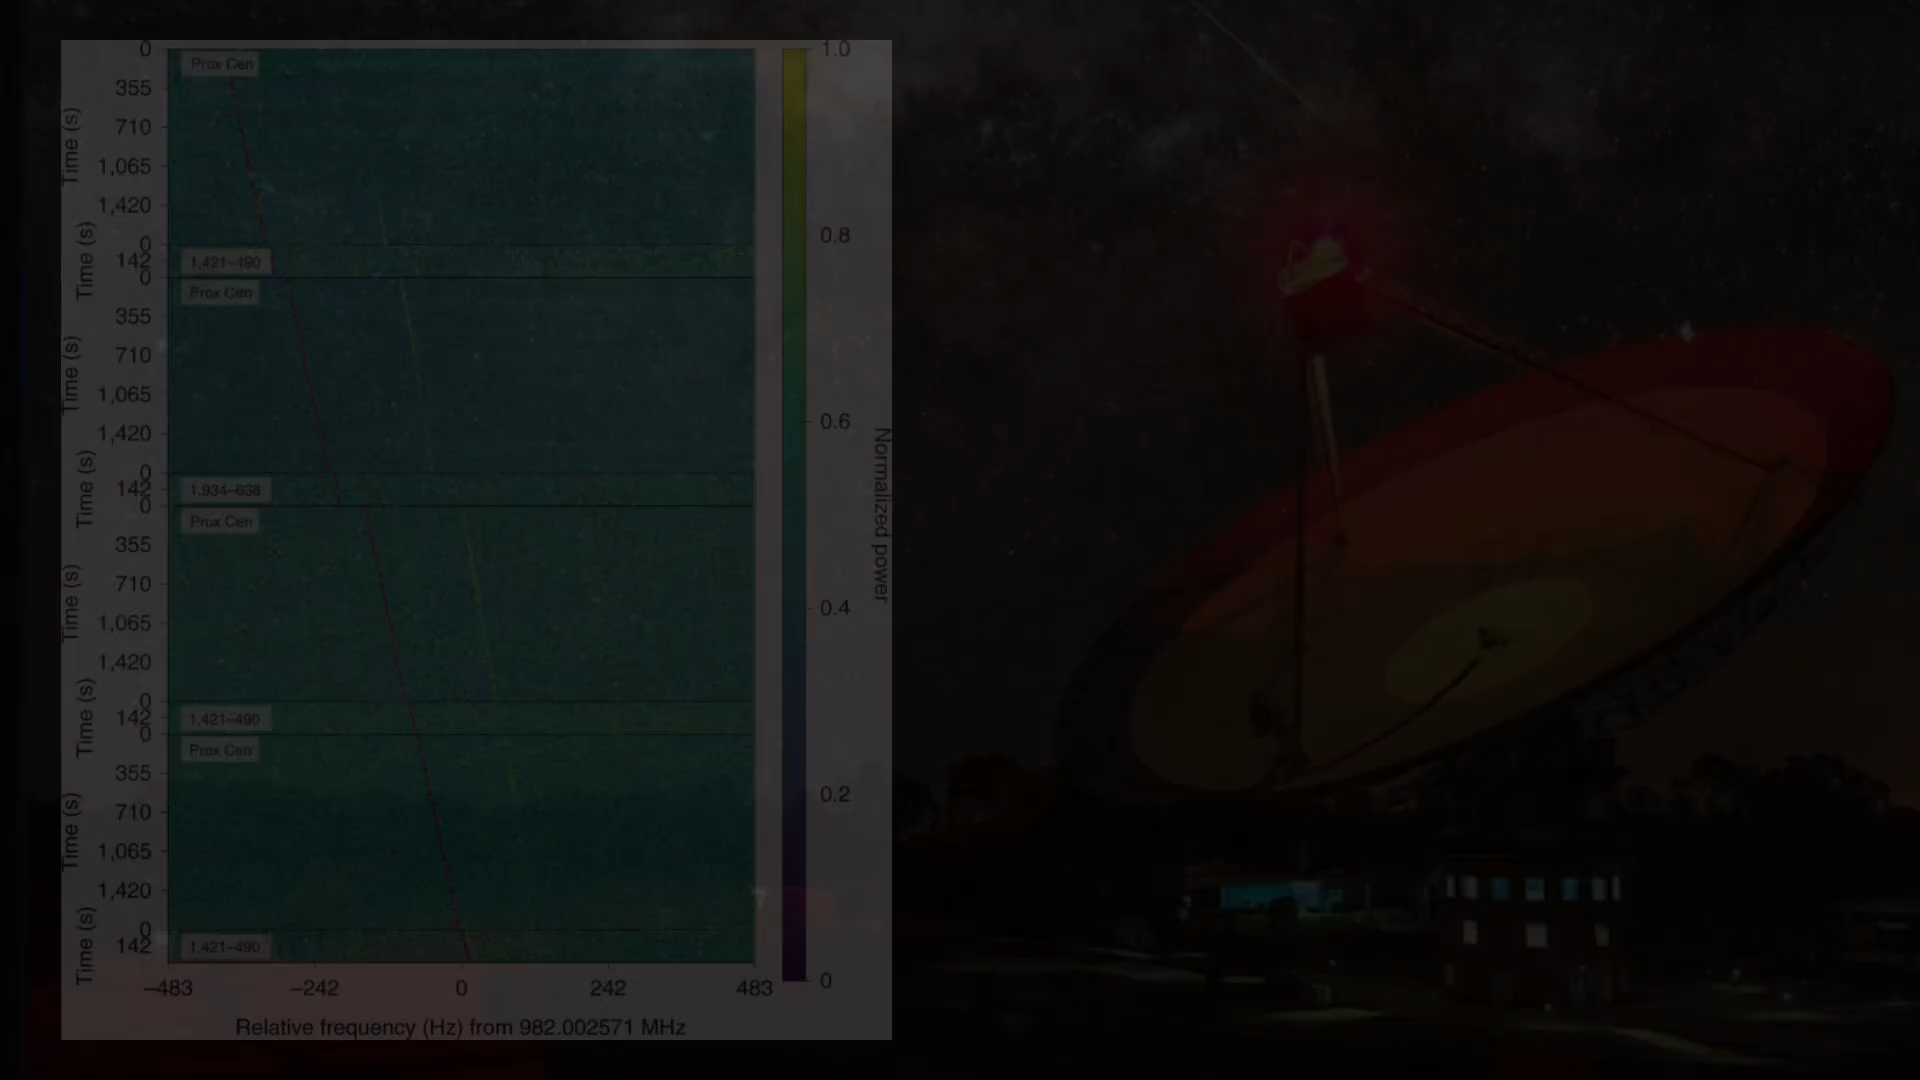 0
Prox Cen
355
710
1,065
1,420
Time (s)
0
142
1,421–490
Time (s)
0
Prox Cen
355
710
1,065
1,420
Time (s)
0
142
1,934–638
Time (s)
0
Prox Cen
355
710
1,065
1,420
Time (s)
0
142
1,421–490
Time (s)
0
Prox Cen
355
710
1,065
1,420
Time (s)
0
142
1,421–490
Time (s)
–483 –242 0 242 483
Relative frequency (Hz) from 982.002571 MHz
1.0
0.8
0.6
0.4
0.2
0
Normalized power